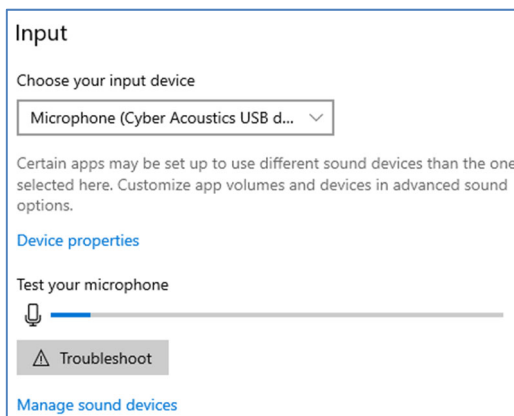 Input
Choose your input device
Microphone (Cyber Acoustics USB d...
Certain apps may be set up to use different sound devices than the one
selected here. Customize app volumes and devices in advanced sound
options.
Device properties
Test your microphone
Troubleshoot
Manage sound devices